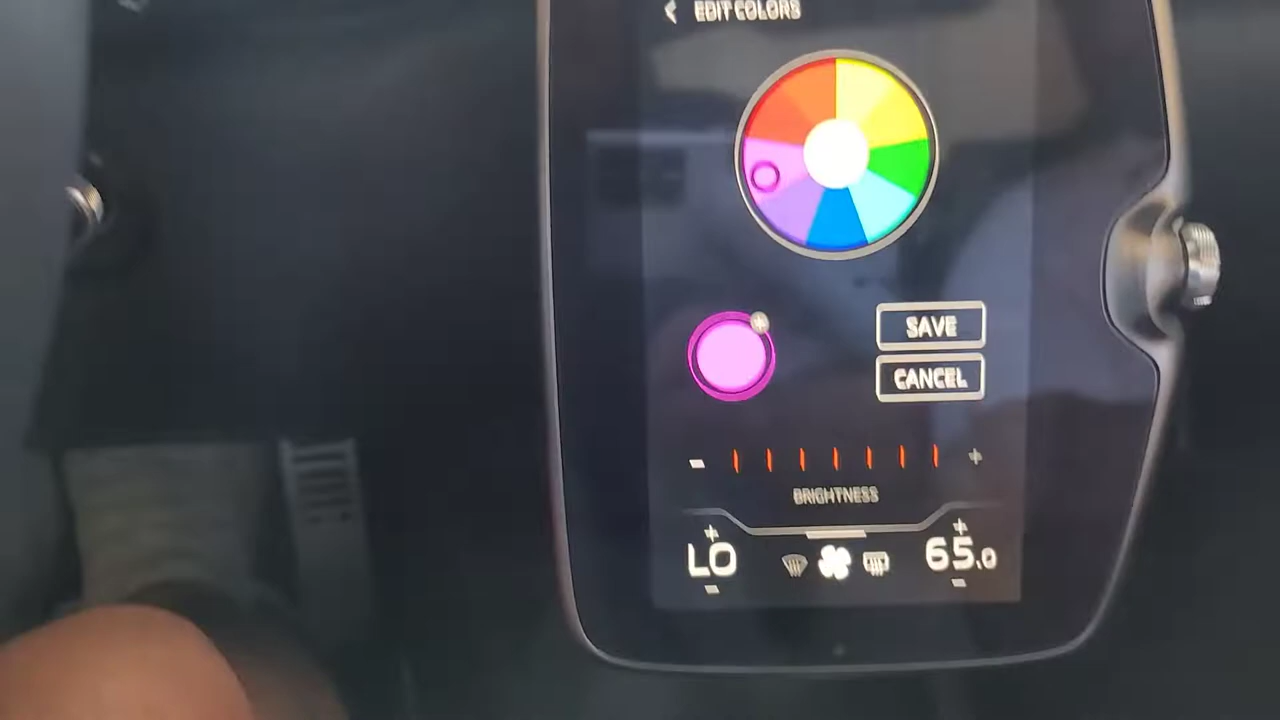 EDIT COLORS
SAVE
CANCEL
- +
BRIGHTNESS
+ +
LO 65.0
- -